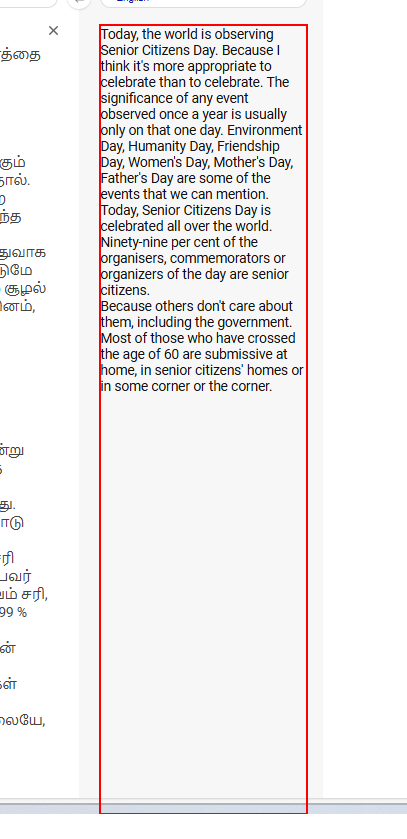 Today, the world is observing
Senior Citizens Day. Because I
think it's more appropriate to
celebrate than to celebrate. The
significance of any event
observed once a year is usually
only on that one day. Environment
Day, Humanity Day, Friendship
Day, Women's Day, Mother's Day,
Father's Day are some of the
events that we can mention.
Today, Senior Citizens Day is
celebrated all over the world.
Ninety-nine per cent of the
organisers, commemorators or
organizers of the day are senior
citizens.
Because others don't care about
them, including the government.
Most of those who have crossed
the age of 60 are submissive at
home, in senior citizens' homes or
in some corner or the corner.
சூழல்
சரி,
99 %